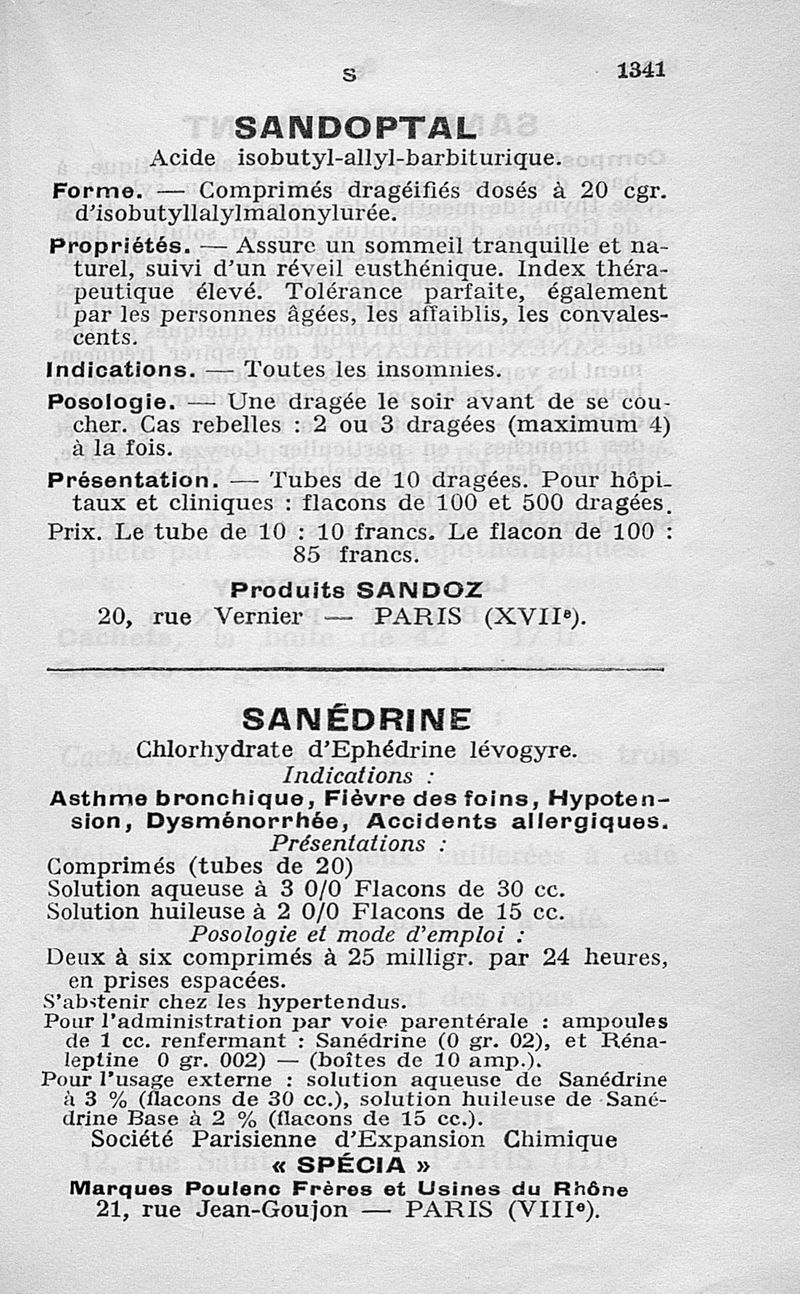 S 1341
SANDOPTAL
Acide isobutyl-allyl-barbiturique.
Forme. — Comprimés dragéifiés dosés à 20 cgr.
d'isobutyllalylmalonylurée.
Propriétés. — Assure un sommeil tranquille et na-
turel, suivi d'un réveil eusthénique. Index théra-
peutique élevé. Tolérance parfaite, également
par les personnes âgées, les affaiblis, les convales-
cents.
Indications. — Toutes les insomnies.
Posologie. — Une dragée le soir avant de se cou-
cher. Cas rebelles : 2 ou 3 dragées (maximum 4)
à la fois.
Présentation. — Tubes de 10 dragées. Pour hôpi-
taux et cliniques : flacons de 100 et 500 dragées.
Prix. Le tube de 10 : 10 francs. Le flacon de 100 :
85 francs.
Produits SANDOZ
20, rue Vernier — PARIS (XVIIe).
SANÉDRINE
Chlorhydrate d'Ephédrine lévogyre.
Indications :
Asthme bronchique, Fièvre des foins, Hypoten-
sion, Dysménorrhée, Accidents allergiques.
Présentations :
Comprimés (tubes de 20)
Solution aqueuse à 3 0/0 Flacons de 30 cc.
Solution huileuse à 2 0/0 Flacons de 15 cc.
Posologie et mode d'emploi :
Deux à six comprimés à 25 milligr. par 24 heures,
en prises espacées.
S'abstenir chez les hypertendus.
Pour l'administration par voie parentérale : ampoules
de 1 cc. renfermant : Sanédrine (0 gr. 02), et Réna-
leptine 0 gr. 002) — (boîtes de 10 amp.).
Pour l'usage externe : solution aqueuse de Sanédrine
à 3 % (flacons de 30 cc.), solution huileuse de Sané-
drine Base à 2 % (flacons de 15 cc.).
Société Parisienne d'Expansion Chimique
« SPÉCIA »
Marques Poulenc Frères et Usines du Rhône
21, rue Jean-Goujon — PARIS (VIIIe).